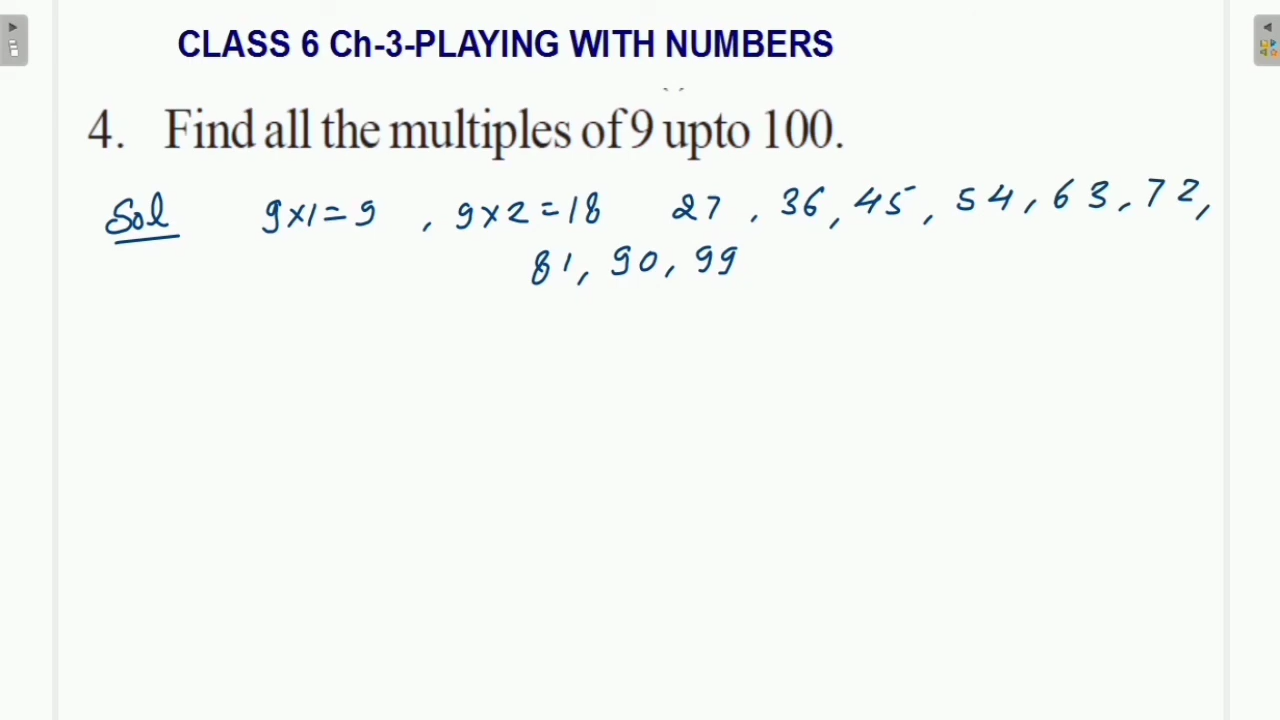 CLASS 6 Ch-3-PLAYING WITH NUMBERS
4. Find all the multiples of 9 upto 100.
Sol 9×1=9 , 9×2=18 27 , 36, 45, 54, 63, 72,
81, 90, 99